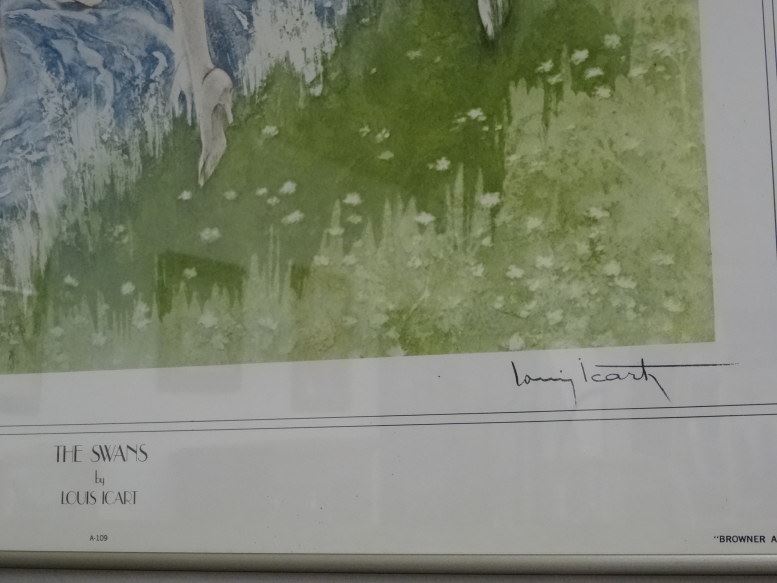 Louis Icart
THE SWANS
by
LOUIS ICART
A-109
"BROWNER A